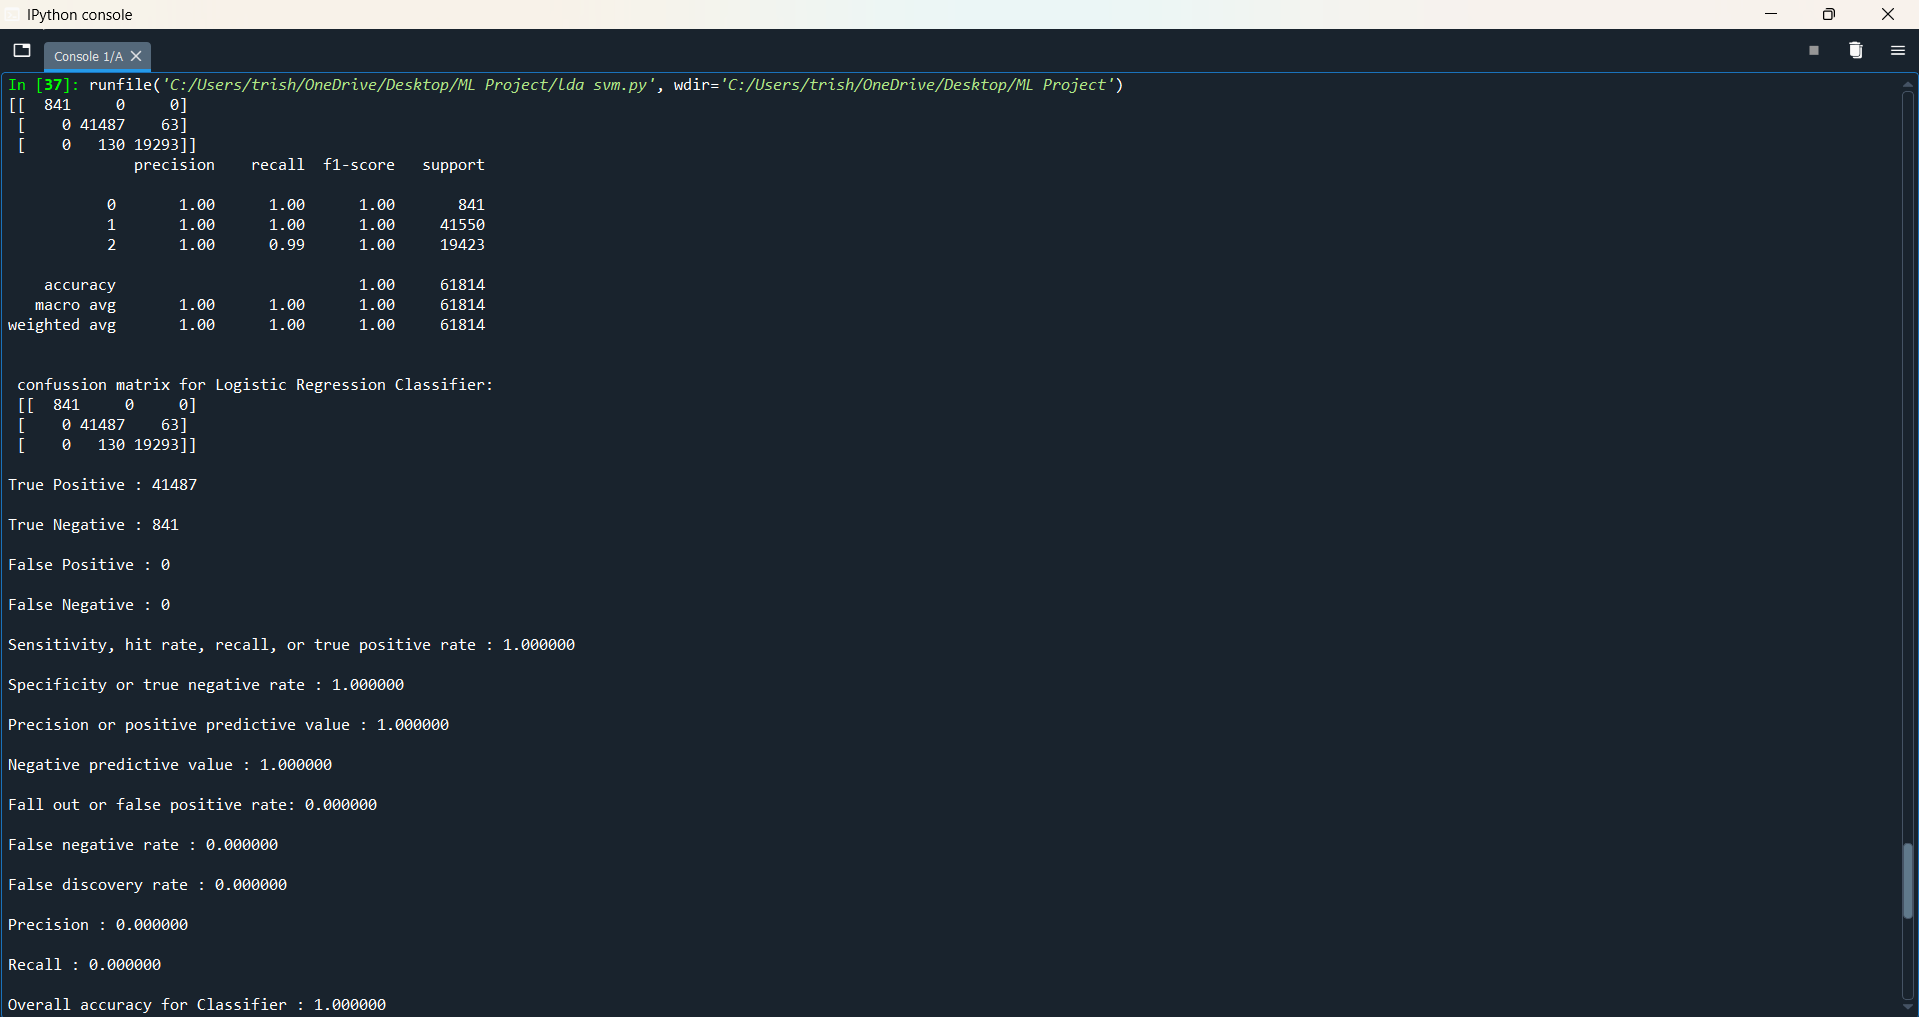 IPython console
Console 1/A
In [37]: runfile('C:/Users/trish/OneDrive/Desktop/ML Project/lda svm.py', wdir='C:/Users/trish/OneDrive/Desktop/ML Project')
[[  841     0     0]
 [    0 41487    63]
 [    0   130 19293]]
              precision    recall  f1-score   support
           0       1.00      1.00      1.00       841
           1       1.00      1.00      1.00     41550
           2       1.00      0.99      1.00     19423
    accuracy                           1.00     61814
   macro avg       1.00      1.00      1.00     61814
weighted avg       1.00      1.00      1.00     61814
 confussion matrix for Logistic Regression Classifier:
 [[  841     0     0]
 [    0 41487    63]
 [    0   130 19293]]
True Positive : 41487
True Negative : 841
False Positive : 0
False Negative : 0
Sensitivity, hit rate, recall, or true positive rate : 1.000000
Specificity or true negative rate : 1.000000
Precision or positive predictive value : 1.000000
Negative predictive value : 1.000000
Fall out or false positive rate: 0.000000
False negative rate : 0.000000
False discovery rate : 0.000000
Precision : 0.000000
Recall : 0.000000
Overall accuracy for Classifier : 1.000000